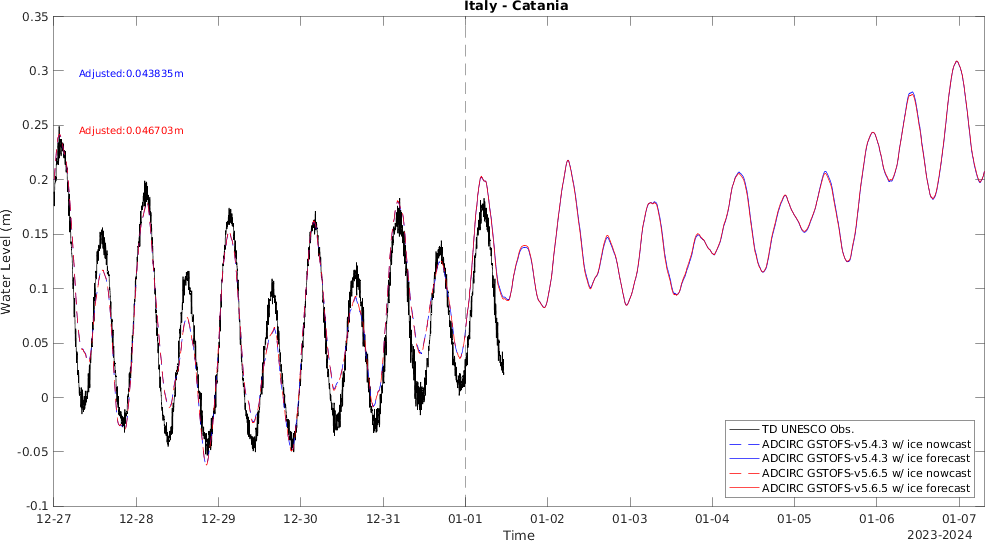 Italy - Catania
0.35
0.3
0.25
0.2
0.15
0.1
0.05
0
-0.05
-0.1
Water Level (m)
Adjusted:0.043835m
Adjusted:0.046703m
TD UNESCO Obs.
ADCIRC GSTOFS-v5.4.3 w/ ice nowcast
ADCIRC GSTOFS-v5.4.3 w/ ice forecast
ADCIRC GSTOFS-v5.6.5 w/ ice nowcast
ADCIRC GSTOFS-v5.6.5 w/ ice forecast
12-27 12-28 12-29 12-30 12-31 01-01 01-02 01-03 01-04 01-05 01-06 01-07
Time
2023-2024